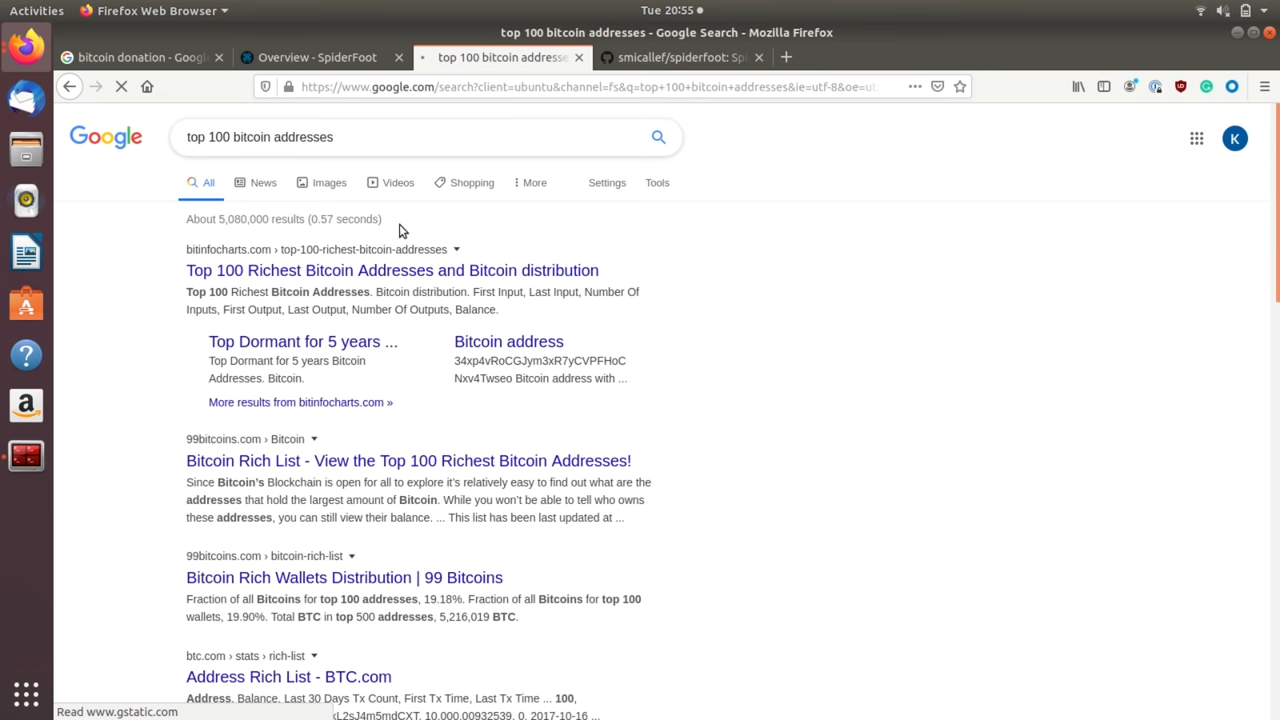 Activities Firefox Web Browser Tue 20:55
top 100 bitcoin addresses - Google Search - Mozilla Firefox
bitcoin donation - Goog Overview - SpiderFoot top 100 bitcoin addresse smicallef/spiderfoot: Spi
https://www.google.com/search?client=ubuntu&channel=fs&q=top+100+bitcoin+addresses&ie=utf-8&oe=ut
Google top 100 bitcoin addresses K
All News Images Videos Shopping More Settings Tools
About 5,080,000 results (0.57 seconds)
bitinfocharts.com › top-100-richest-bitcoin-addresses
Top 100 Richest Bitcoin Addresses and Bitcoin distribution
Top 100 Richest Bitcoin Addresses. Bitcoin distribution. First Input, Last Input, Number Of
Inputs, First Output, Last Output, Number Of Outputs, Balance.
Top Dormant for 5 years ... Bitcoin address
Top Dormant for 5 years Bitcoin 34xp4vRoCGJym3xR7yCVPFHoC
Addresses. Bitcoin. Nxv4Twseo Bitcoin address with ...
More results from bitinfocharts.com »
99bitcoins.com › Bitcoin
Bitcoin Rich List - View the Top 100 Richest Bitcoin Addresses!
Since Bitcoin's Blockchain is open for all to explore it's relatively easy to find out what are the
addresses that hold the largest amount of Bitcoin. While you won't be able to tell who owns
these addresses, you can still view their balance. ... This list has been last updated at ...
99bitcoins.com › bitcoin-rich-list
Bitcoin Rich Wallets Distribution | 99 Bitcoins
Fraction of all Bitcoins for top 100 addresses, 19.18%. Fraction of all Bitcoins for top 100
wallets, 19.90%. Total BTC in top 500 addresses, 5,216,019 BTC.
btc.com › stats › rich-list
Address Rich List - BTC.com
Address. Balance, Last 30 Days Tx Count, First Tx Time, Last Tx Time ... 100,
Read www.gstatic.com xL2sJ4m5mdCXT, 10,000.00932539, 0, 2017-10-16 ...